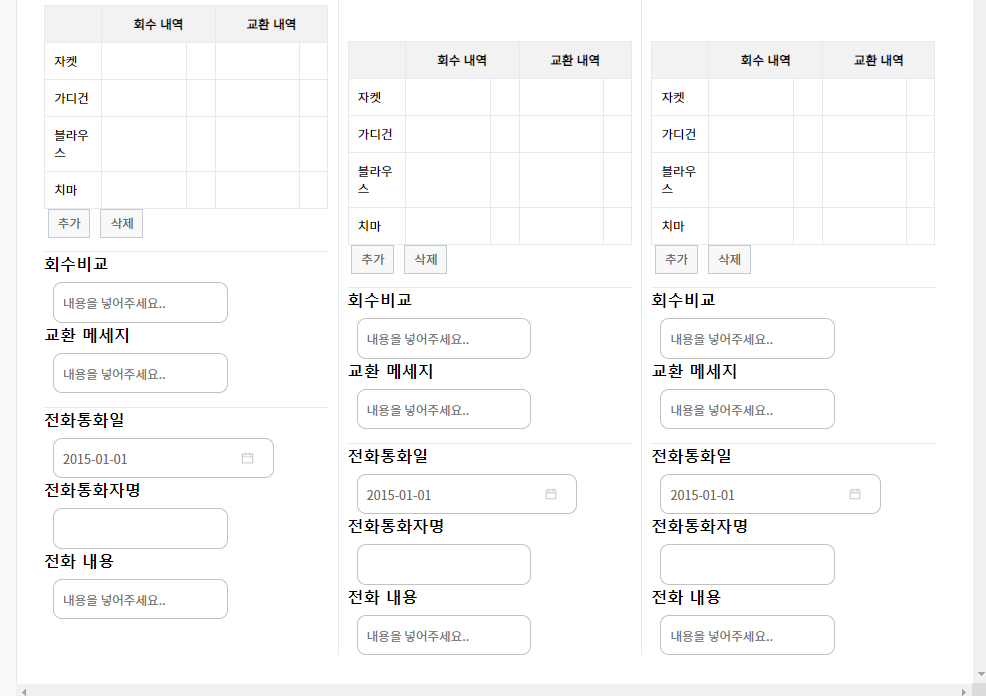 회수 내역 교환 내역
자켓
가디건
블라우
스
치마
추가 삭제
회수비교
내용을 넣어주세요..
교환 메세지
내용을 넣어주세요..
전화통화일
2015-01-01
전화통화자명
전화 내용
내용을 넣어주세요..
회수 내역 교환 내역
자켓
가디건
블라우
스
치마
추가 삭제
회수비교
내용을 넣어주세요..
교환 메세지
내용을 넣어주세요..
전화통화일
2015-01-01
전화통화자명
전화 내용
내용을 넣어주세요..
회수 내역 교환 내역
자켓
가디건
블라우
스
치마
추가 삭제
회수비교
내용을 넣어주세요..
교환 메세지
내용을 넣어주세요..
전화통화일
2015-01-01
전화통화자명
전화 내용
내용을 넣어주세요..